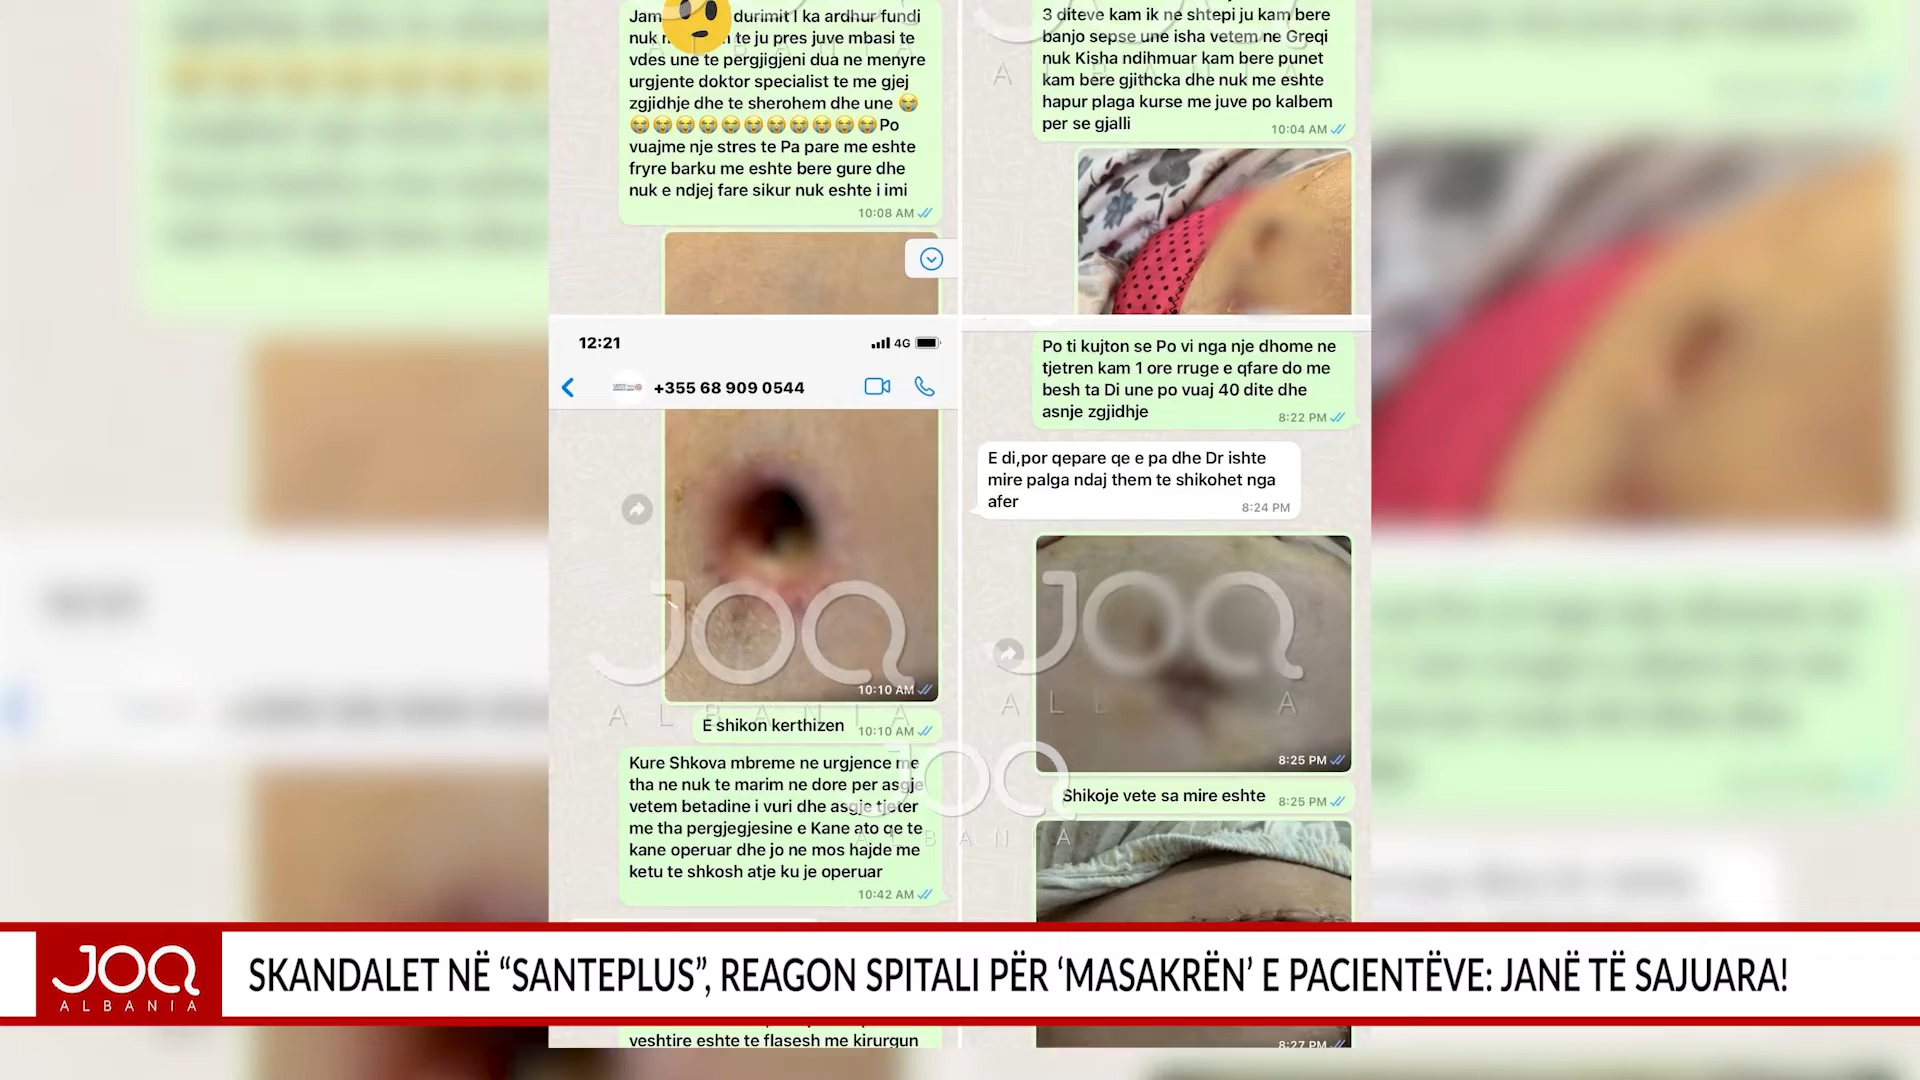 Jam
durimit I ka ardhur fundi
nuk
te ju pres juve mbasi te
vdes une te pergjigjeni dua ne menyre
urgjente doktor specialist te me gjej
zgjidhje dhe te sherohem dhe une 😭
😭😭😭😭😭😭😭😭😭😭😭Po
vuajme nje stres te Pa pare me eshte
fryre barku me eshte bere gure dhe
nuk e ndjej fare sikur nuk eshte i imi
10:08 AM
12:21
4G
+355 68 909 0544
10:10 AM
E shikon kerthizen
10:10 AM
Kure Shkova mbreme ne urgjence me
tha ne nuk te marim ne dore per asgje
vetem betadine i vuri dhe asgje tjeter
me tha pergjegjesine e Kane ato qe te
kane operuar dhe jo ne mos hajde me
ketu te shkosh atje ku je operuar
10:42 AM
veshtire eshte te flasesh me kirurgun
3 diteve kam ik ne shtepi ju kam bere
banjo sepse une isha vetem ne Greqi
nuk Kisha ndihmuar kam bere punet
kam bere gjithcka dhe nuk me eshte
hapur plaga kurse me juve po kalbem
per se gjalli
10:04 AM
Po ti kujton se Po vi nga nje dhome ne
tjetren kam 1 ore rruge e qfare do me
besh ta Di une po vuaj 40 dite dhe
asnje zgjidhje
8:22 PM
E di,por qepare qe e pa dhe Dr ishte
mire palga ndaj them te shikohet nga
afer
8:24 PM
8:25 PM
Shikoje vete sa mire eshte
8:25 PM
8:27 PM
JOQ
ALBANIA
JOQ
JOQ
ALBANIA
JOQ
ALBANIA
SKANDALET NË “SANTEPLUS”, REAGON SPITALI PËR ‘MASAKRËN’ E PACIENTËVE: JANË TË SAJUARA!